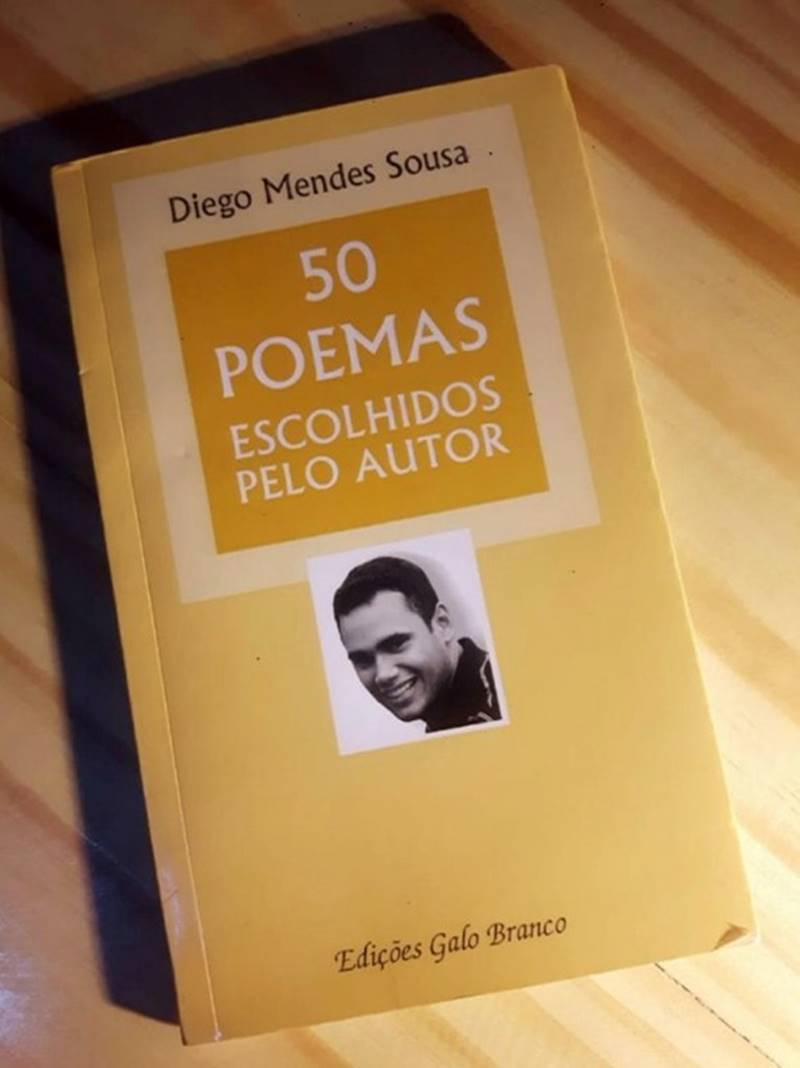 Diego Mendes Sousa
50
POEMAS
ESCOLHIDOS
PELO AUTOR
Edições Galo Branco